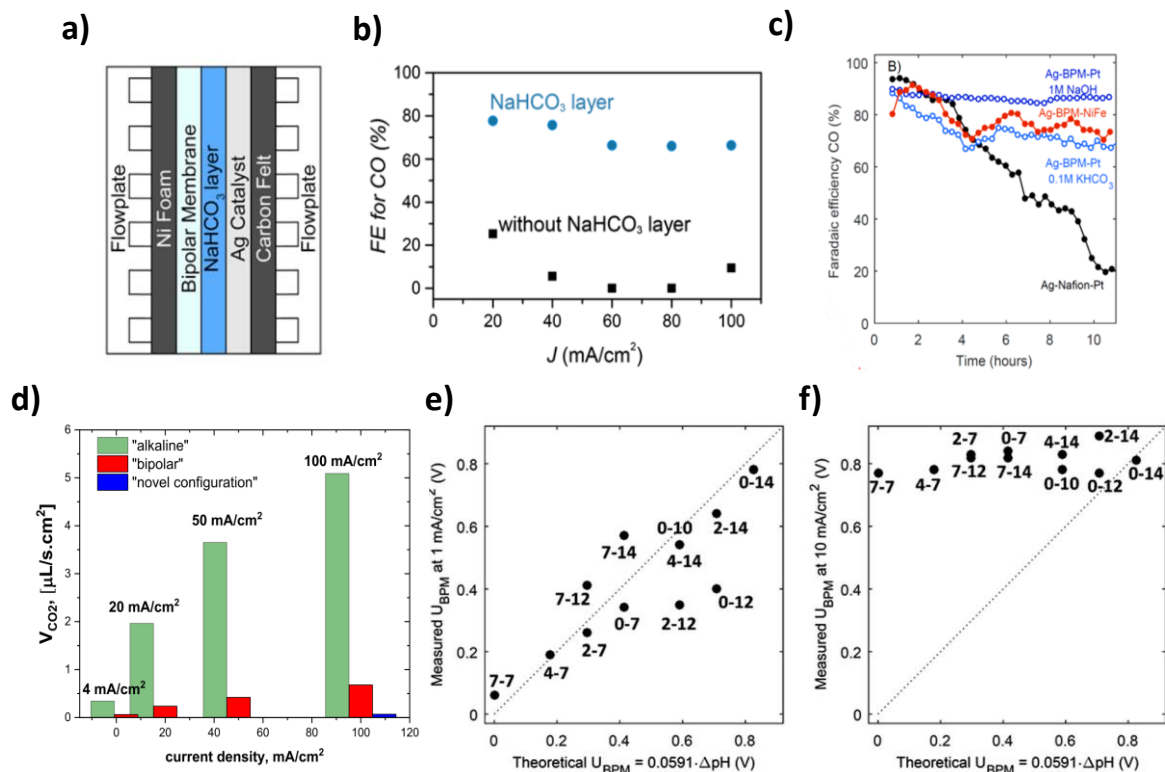 a)
Flowplate
Ni Foam
Bipolar Membrane
NaHCO₃ layer
Ag Catalyst
Carbon Felt
Flowplate
b)
100
80
60
40
20
0
FE for CO (%)
NaHCO₃ layer
without NaHCO₃ layer
0 20 40 60 80 100
J (mA/cm²)
c)
B)
100
80
60
40
20
0
Faradaic efficiency CO (%)
Ag-BPM-Pt
1M NaOH
Ag-BPM-NiFe
Ag-BPM-Pt
0.1M KHCO₃
Ag-Nafion-Pt
0 2 4 6 8 10
Time (hours)
d)
6
5
4
3
2
1
0
V_CO2, [μL/s.cm²]
"alkaline"
"bipolar"
"novel configuration"
100 mA/cm²
50 mA/cm²
20 mA/cm²
4 mA/cm²
0 20 40 60 80 100 120
current density, mA/cm²
e)
0.8
0.6
0.4
0.2
0
Measured U_BPM at 1 mA/cm² (V)
0-14
0-10
2-14
7-14
4-14
7-12
0-12
0-7
2-12
2-7
4-7
7-7
0 0.2 0.4 0.6 0.8
Theoretical U_BPM = 0.0591·ΔpH (V)
f)
1
0.8
0.6
0.4
0.2
0
Measured U_BPM at 10 mA/cm² (V)
2-7 0-7 4-14 2-14
7-7 4-7 7-12 7-14 0-10 0-12 0-14
0 0.2 0.4 0.6 0.8
Theoretical U_BPM = 0.0591·ΔpH (V)